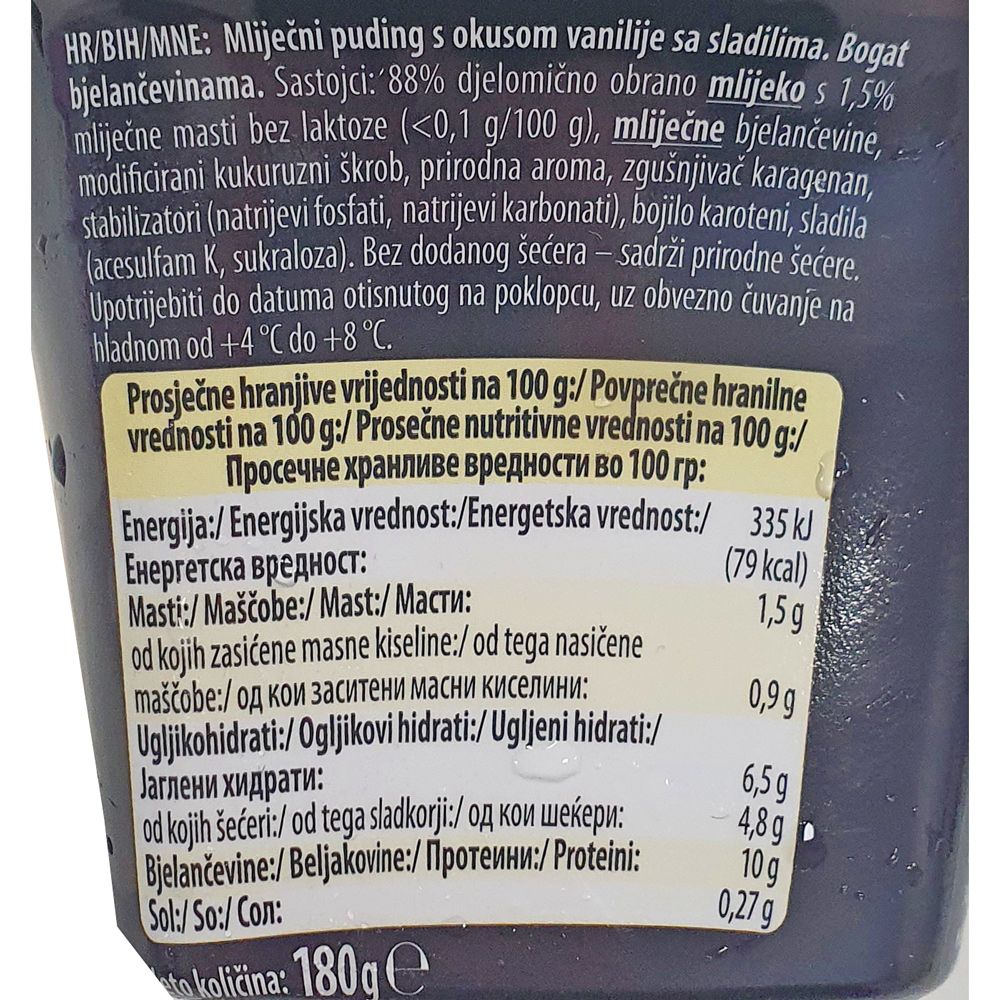 HR/BIH/MNE: Mliječni puding s okusom vanilije sa sladilima. Bogat
bjelančevinama. Sastojci: 88% djelomično obrano mlijeko s 1,5%
mliječne masti bez laktoze (<0,1 g/100 g), mliječne bjelančevine,
modificirani kukuruzni škrob, prirodna aroma, zgušnjivač karagenan,
stabilizatori (natrijevi fosfati, natrijevi karbonati), bojilo karoteni, sladila
(acesulfam K, sukraloza). Bez dodanog šećera – sadrži prirodne šećere.
Upotrijebiti do datuma otisnutog na poklopcu, uz obvezno čuvanje na
hladnom od +4 °C do +8 °C.
Prosječne hranjive vrijednosti na 100 g:/ Povprečne hranilne
vrednosti na 100 g:/ Prosečne nutritivne vrednosti na 100 g:/
Просечне хранливе вредности во 100 гр:
Energija:/ Energijska vrednost:/Energetska vrednost:/ 335 kJ
Енергетска вредност: (79 kcal)
Masti:/ Maščobe:/ Mast:/ Масти: 1,5 g
od kojih zasićene masne kiseline:/ od tega nasičene
maščobe:/ од кои заситени масни киселини: 0,9 g
Ugljikohidrati:/ Ogljikovi hidrati:/ Ugljeni hidrati:/
Јаглени хидрати: 6,5 g
od kojih šećeri:/ od tega sladkorji:/ од кои шеќери: 4,8 g
Bjelančevine:/ Beljakovine:/ Протеини:/ Proteini: 10 g
Sol:/ So:/ Сол: 0,27 g
količina: 180 g ℮